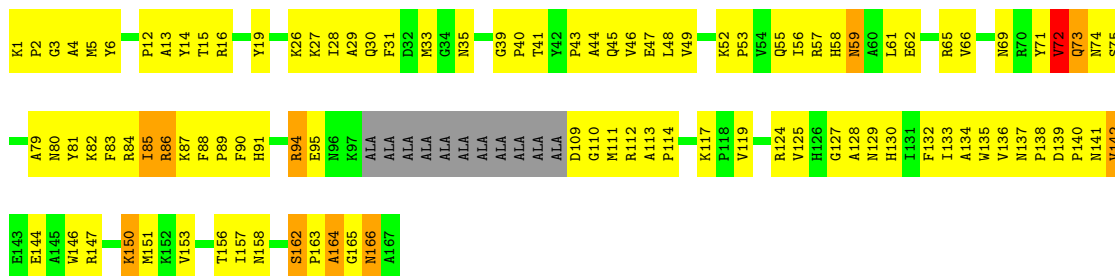 K1 P2 G3 A4 M5 Y6 P12 A13 Y14 T15 R16 Y19 K26 K27 I28 A29 Q30 F31 D32 M33 G34 N35 G39 P40 T41 Y42 P43 A44 Q45 V46 E47 L48 V49 K52 P53 V54 Q55 I56 R57 H58 N59 A60 L61 E62 R65 V66 N69 R70 Y71 V72 Q73 N74 S75
A79 N80 Y81 K82 F83 R84 I85 R86 K87 F88 P89 F90 H91 R94 E95 N96 K97 ALA ALA ALA ALA ALA ALA ALA ALA ALA ALA ALA D109 G110 M111 R112 A113 P114 K117 P118 V119 R124 V125 H126 G127 A128 N129 H130 I131 F132 I133 A134 W135 V136 N137 P138 D139 P140 N141 V142
E143 E144 A145 W146 R147 K150 M151 K152 V153 T156 I157 N158 S162 P163 A164 G165 N166 A167